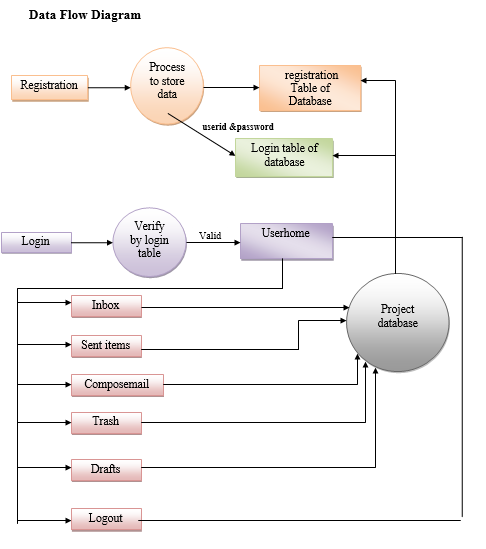 Data Flow Diagram
Process
to store
data
Registration
registration
Table of
Database
userid &password
Login table of
database
Verify
by login
table
Login
Valid
Userhome
Inbox
Project
database
Sent items
Composemail
Trash
Drafts
Logout